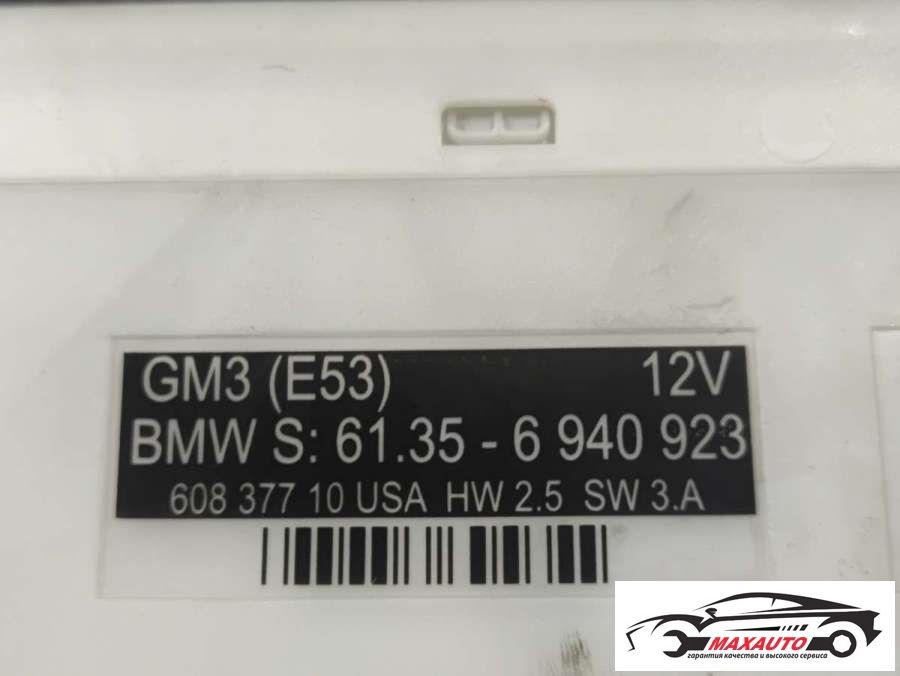 GM3 (E53) 12V
BMW S: 61.35 - 6 940 923
608 377 10 USA HW 2.5 SW 3.A
MAXAUTO
гарантия качества и высокого сервиса